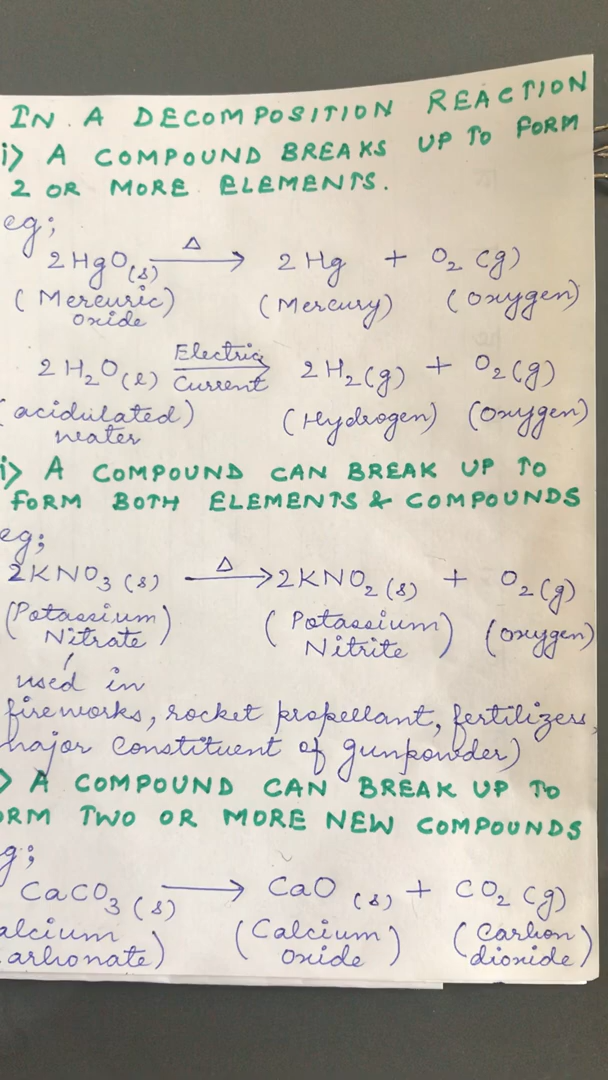 IN A DECOMPOSITION REACTION
i) A COMPOUND BREAKS UP TO FORM
2 OR MORE ELEMENTS.
eg;
2HgO(s) Δ→ 2Hg + O₂ (g)
(Mercuric oxide) (Mercury) (oxygen)
2H₂O(l) Electric Current→ 2H₂(g) + O₂(g)
(acidulated water) (Hydrogen) (Oxygen)
i) A COMPOUND CAN BREAK UP TO
FORM BOTH ELEMENTS & COMPOUNDS
eg;
2KNO₃ (s) Δ→ 2KNO₂ (s) + O₂(g)
(Potassium Nitrate) (Potassium Nitrite) (oxygen)
used in
fireworks, rocket propellant, fertilizers,
major constituent of gunpowder)
> A COMPOUND CAN BREAK UP TO
ORM TWO OR MORE NEW COMPOUNDS
g;
CaCO₃ (s) → CaO (s) + CO₂ (g)
alcium arbonate) (Calcium oxide) (Carbon dioxide)